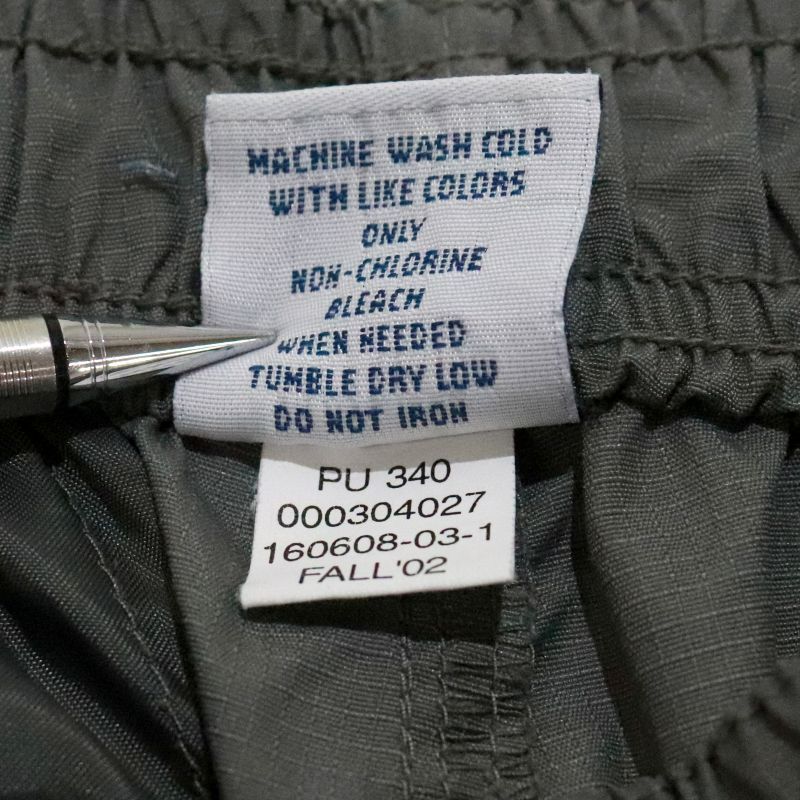 MACHINE WASH COLD
WITH LIKE COLORS
ONLY
NON-CHLORINE
BLEACH
WHEN NEEDED
TUMBLE DRY LOW
DO NOT IRON
PU 340
000304027
160608-03-1
FALL'02